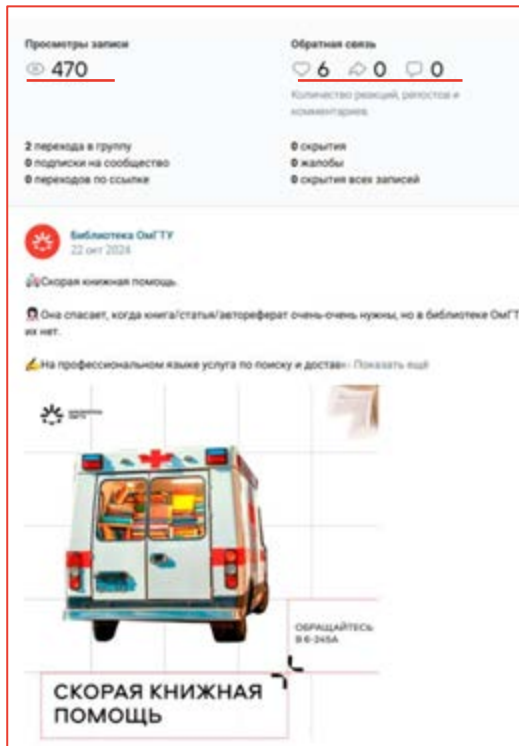 Просмотры записи
470
Обратная связь
6 0 0
Количество реакций, репостов и
комментариев.
2 перехода в группу
0 подписки на сообщество
0 переходов по ссылке
0 скрытия
0 жалобы
0 скрытия всех записей
Библиотека ОмГТУ
22 окт 2024
Скорая книжная помощь.
Она спасает, когда книга/статья/автореферат очень-очень нужны, но в библиотеке ОмГТ
их нет.
На профессиональном языке услуга по поиску и достав Показать ещё
БИБЛИОТЕКА
ОМГТУ
ОБРАЩАЙТЕСЬ
В 6-245А
СКОРАЯ КНИЖНАЯ
ПОМОЩЬ